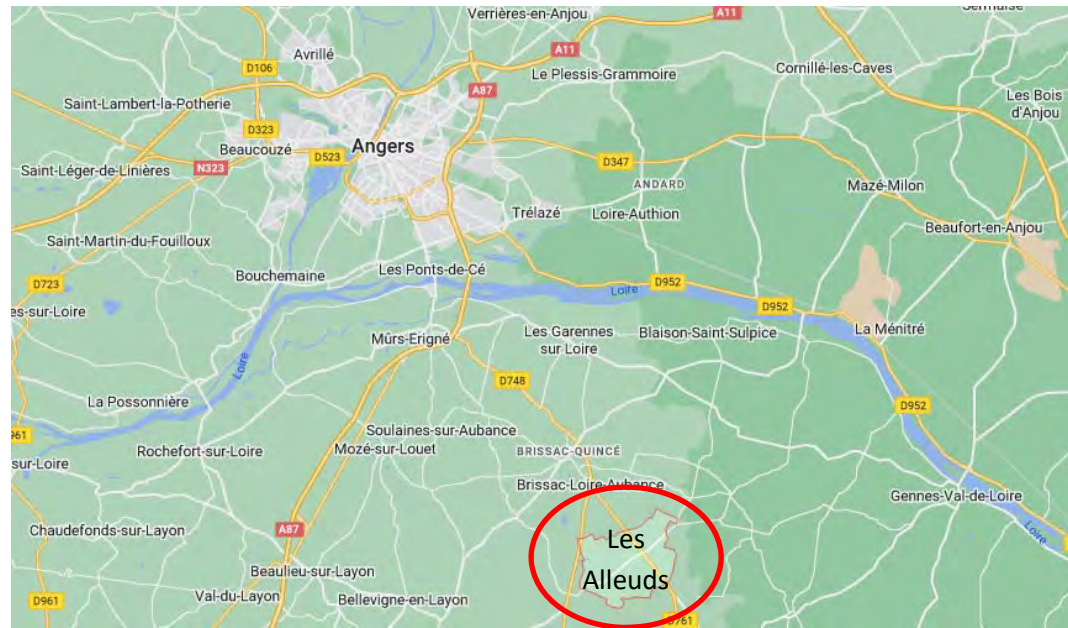 Sermaise
Verrières-en-Anjou
A11
Avrillé
A11
D106
Le Plessis-Grammoire
Cornillé-les-Caves
A87
Les Bois
d'Anjou
Saint-Lambert-la-Potherie
D323
Beaucouzé
Angers
D523
N323
D347
Saint-Léger-de-Linières
ANDARD
Mazé-Milon
Trélazé
Loire-Authion
Beaufort-en-Anjou
Saint-Martin-du-Fouilloux
Bouchemaine
Les Ponts-de-Cé
D723
Loire
D952
D952
es-sur-Loire
Les Garennes
sur Loire
Blaison-Saint-Sulpice
La Ménitré
Mûrs-Erigné
Loire
D748
La Possonnière
D952
961
Soulaines-sur-Aubance
Rochefort-sur-Loire
Mozé-sur-Louet
BRISSAC-QUINCÉ
sur-Loire
Brissac-Loire-Aubance
Gennes-Val-de-Loire
Chaudefonds-sur-Layon
A87
Les
Alleuds
Loire
Beaulieu-sur-Layon
D961
Val-du-Layon
Bellevigne-en-Layon
D761